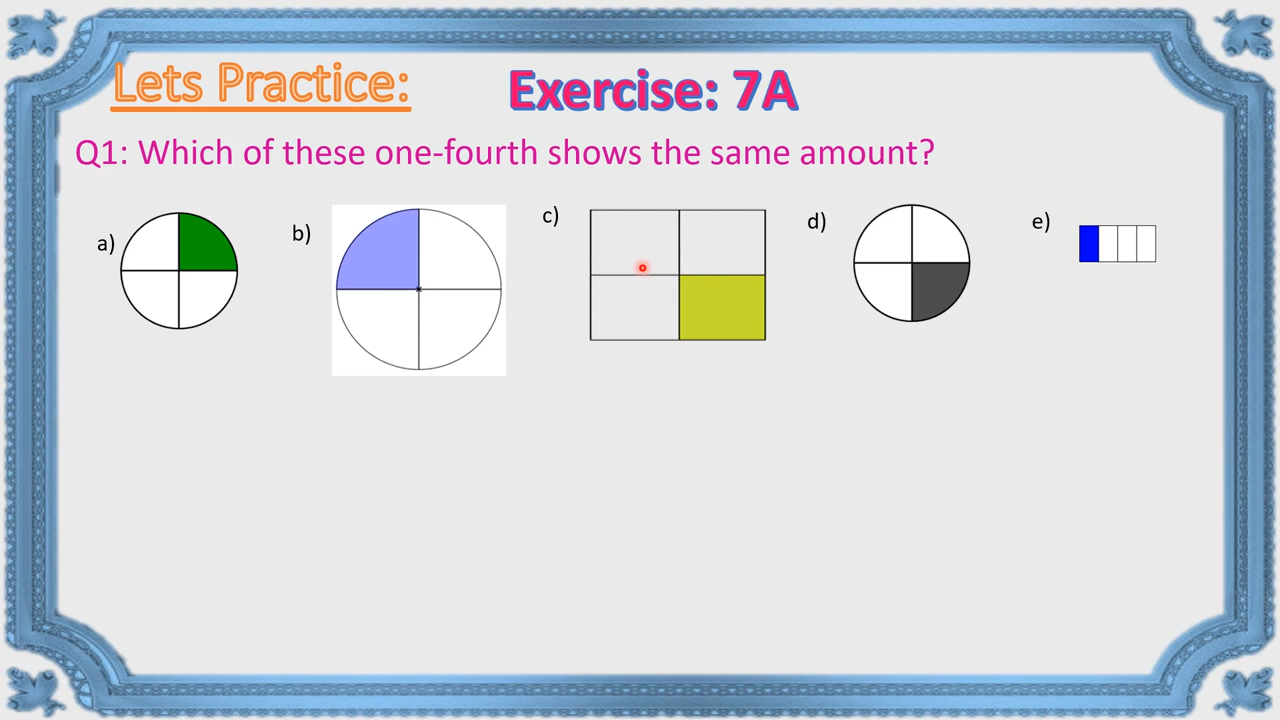 Lets Practice:
Exercise: 7A
Q1: Which of these one-fourth shows the same amount?
a)
b)
c)
d)
e)